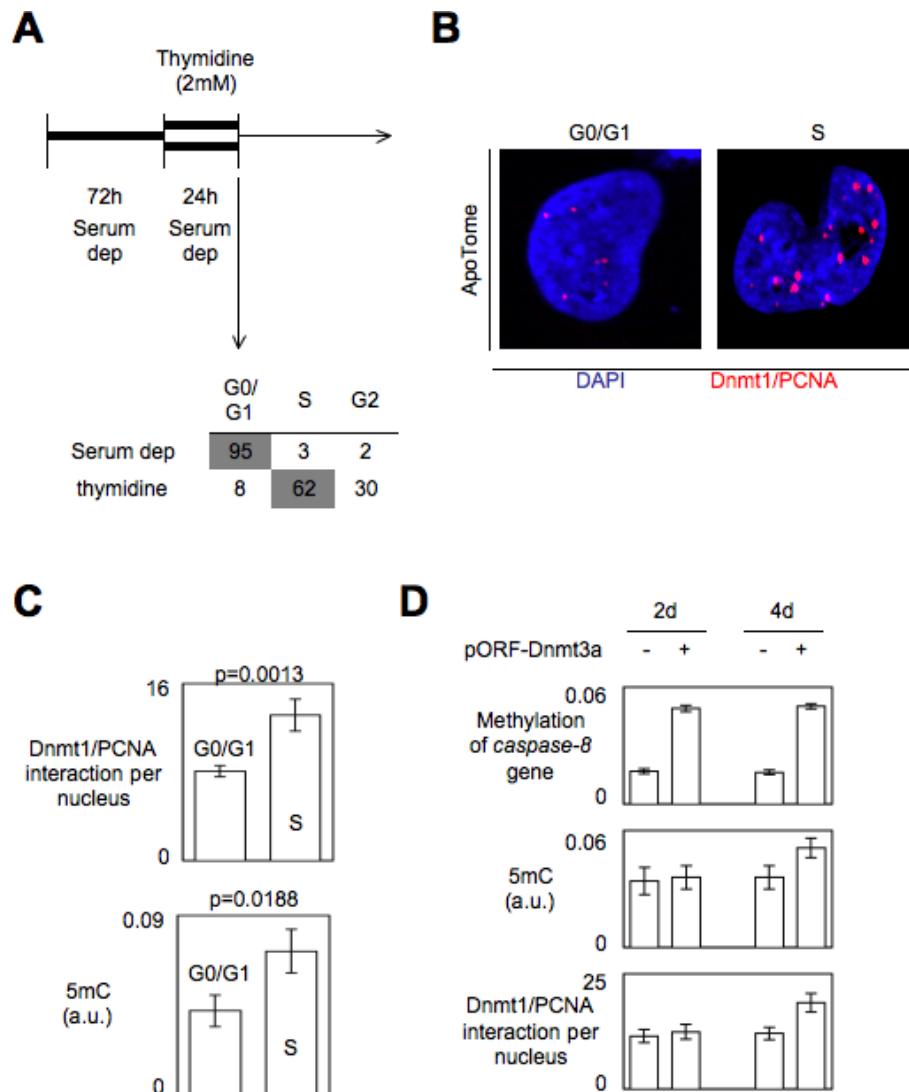 A
Thymidine
(2mM)
72h
Serum
dep
24h
Serum
dep
G0/
G1
S
G2
Serum dep
95
3
2
thymidine
8
62
30
B
G0/G1
S
ApoTome
DAPI
Dnmt1/PCNA
C
p=0.0013
16
Dnmt1/PCNA
interaction per
nucleus
G0/G1
S
0
p=0.0188
0.09
5mC
(a.u.)
G0/G1
S
0
D
2d
4d
pORF-Dnmt3a
- + - +
0.06
Methylation
of caspase-8
gene
0
0.06
5mC
(a.u.)
0
25
Dnmt1/PCNA
interaction per
nucleus
0